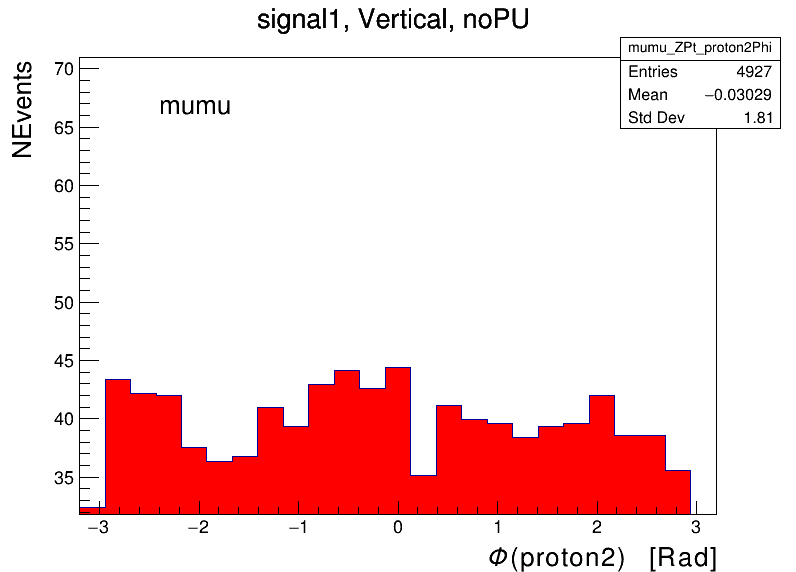 signal1, Vertical, noPU
mumu_ZPt_proton2Phi
Entries 4927
Mean −0.03029
Std Dev 1.81
NEvents
mumu
70
65
60
55
50
45
40
35
−3 −2 −1 0 1 2 3
Φ(proton2) [Rad]